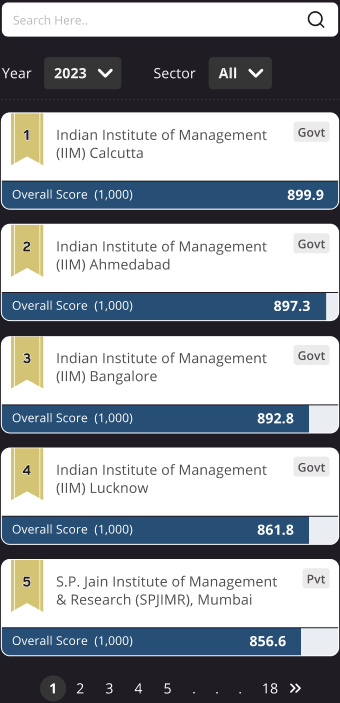 Search Here..
Year 2023 Sector All
1 Indian Institute of Management Govt
(IIM) Calcutta
Overall Score (1,000) 899.9
2 Indian Institute of Management Govt
(IIM) Ahmedabad
Overall Score (1,000) 897.3
3 Indian Institute of Management Govt
(IIM) Bangalore
Overall Score (1,000) 892.8
4 Indian Institute of Management Govt
(IIM) Lucknow
Overall Score (1,000) 861.8
5 S.P. Jain Institute of Management Pvt
& Research (SPJIMR), Mumbai
Overall Score (1,000) 856.6
1 2 3 4 5 . . . 18 »